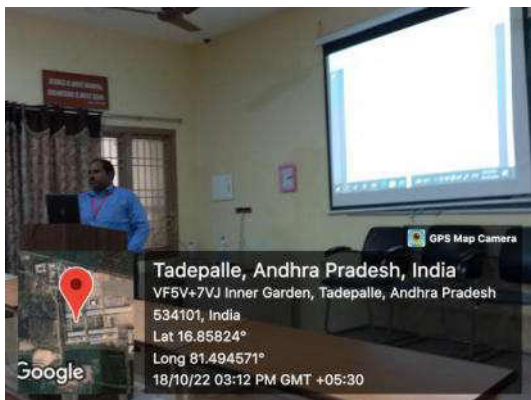 GPS Map Camera
Tadepalle, Andhra Pradesh, India
VF5V+7VJ Inner Garden, Tadepalle, Andhra Pradesh
534101, India
Lat 16.85824°
Long 81.494571°
18/10/22 03:12 PM GMT +05:30
Google